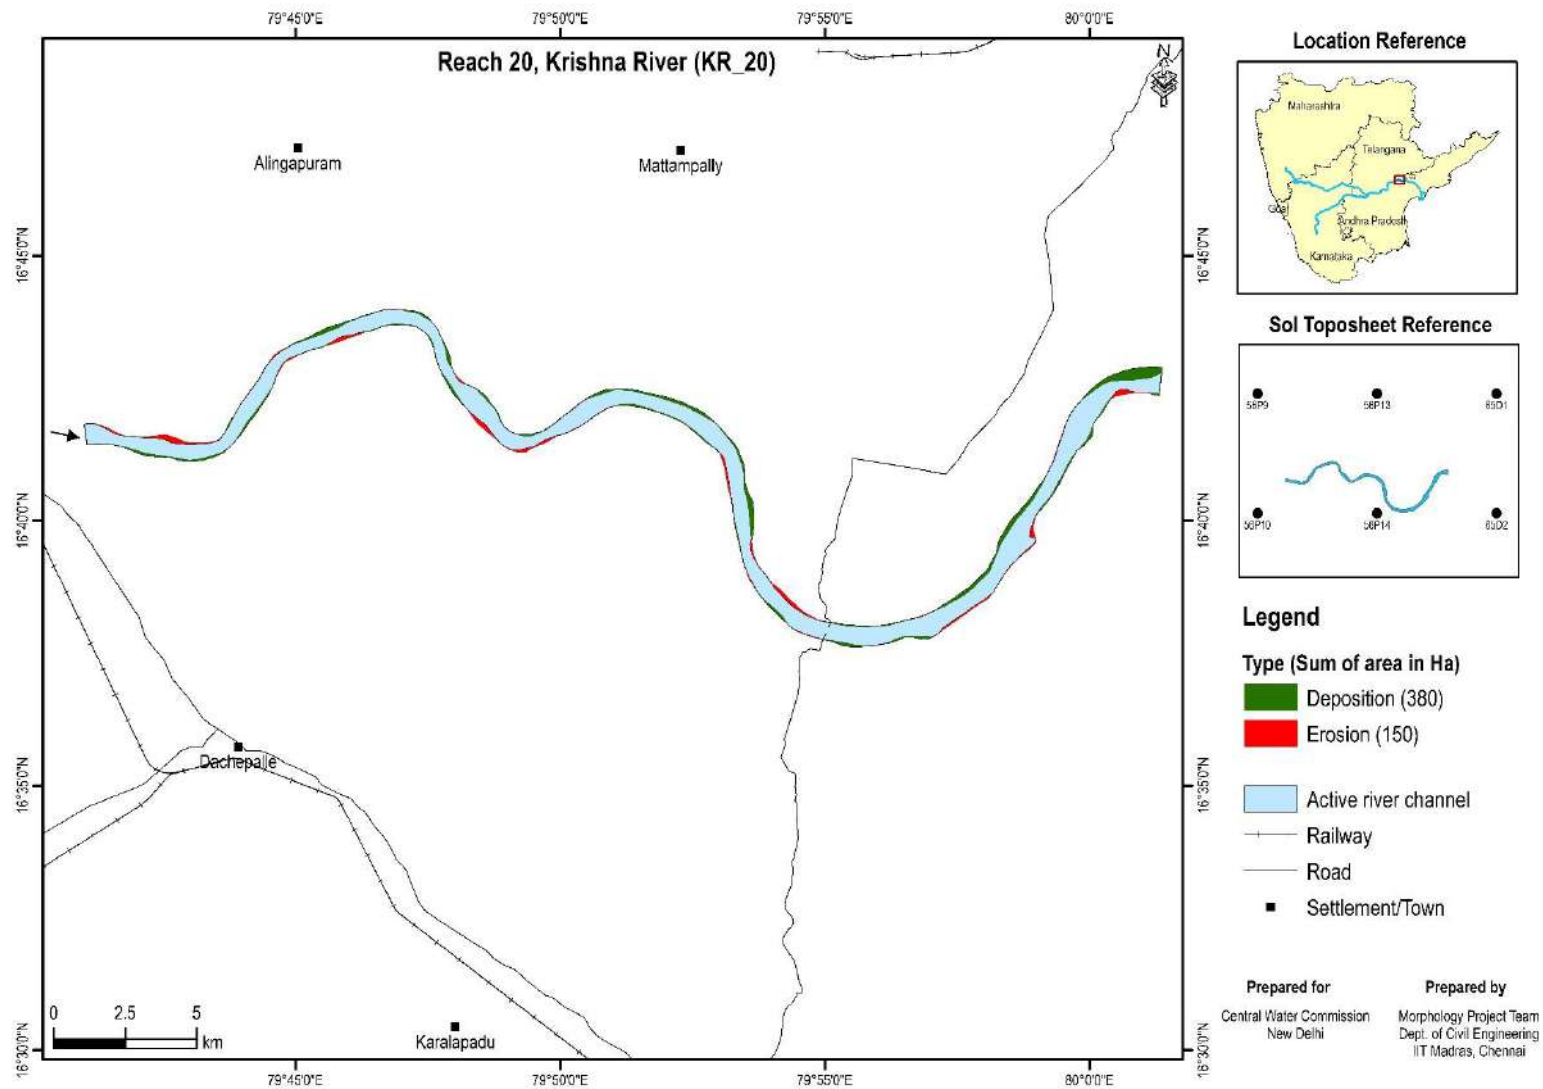 79°45'0"E
79°50'0"E
79°55'0"E
80°0'0"E
Reach 20, Krishna River (KR_20)
N
Alingapuram
Mattampally
16°45'0"N
16°45'0"N
16°40'0"N
16°40'0"N
Dachepalle
16°35'0"N
16°35'0"N
0 2.5 5
km
Karalapadu
16°30'0"N
16°30'0"N
79°45'0"E
79°50'0"E
79°55'0"E
80°0'0"E
Location Reference
Maharashtra
Telangana
Goa
Andhra Pradesh
Karnataka
SoI Toposheet Reference
56P9
56P13
65D1
56P10
56P14
65D2
Legend
Type (Sum of area in Ha)
Deposition (380)
Erosion (150)
Active river channel
Railway
Road
Settlement/Town
Prepared for
Central Water Commission
New Delhi
Prepared by
Morphology Project Team
Dept. of Civil Engineering
IIT Madras, Chennai